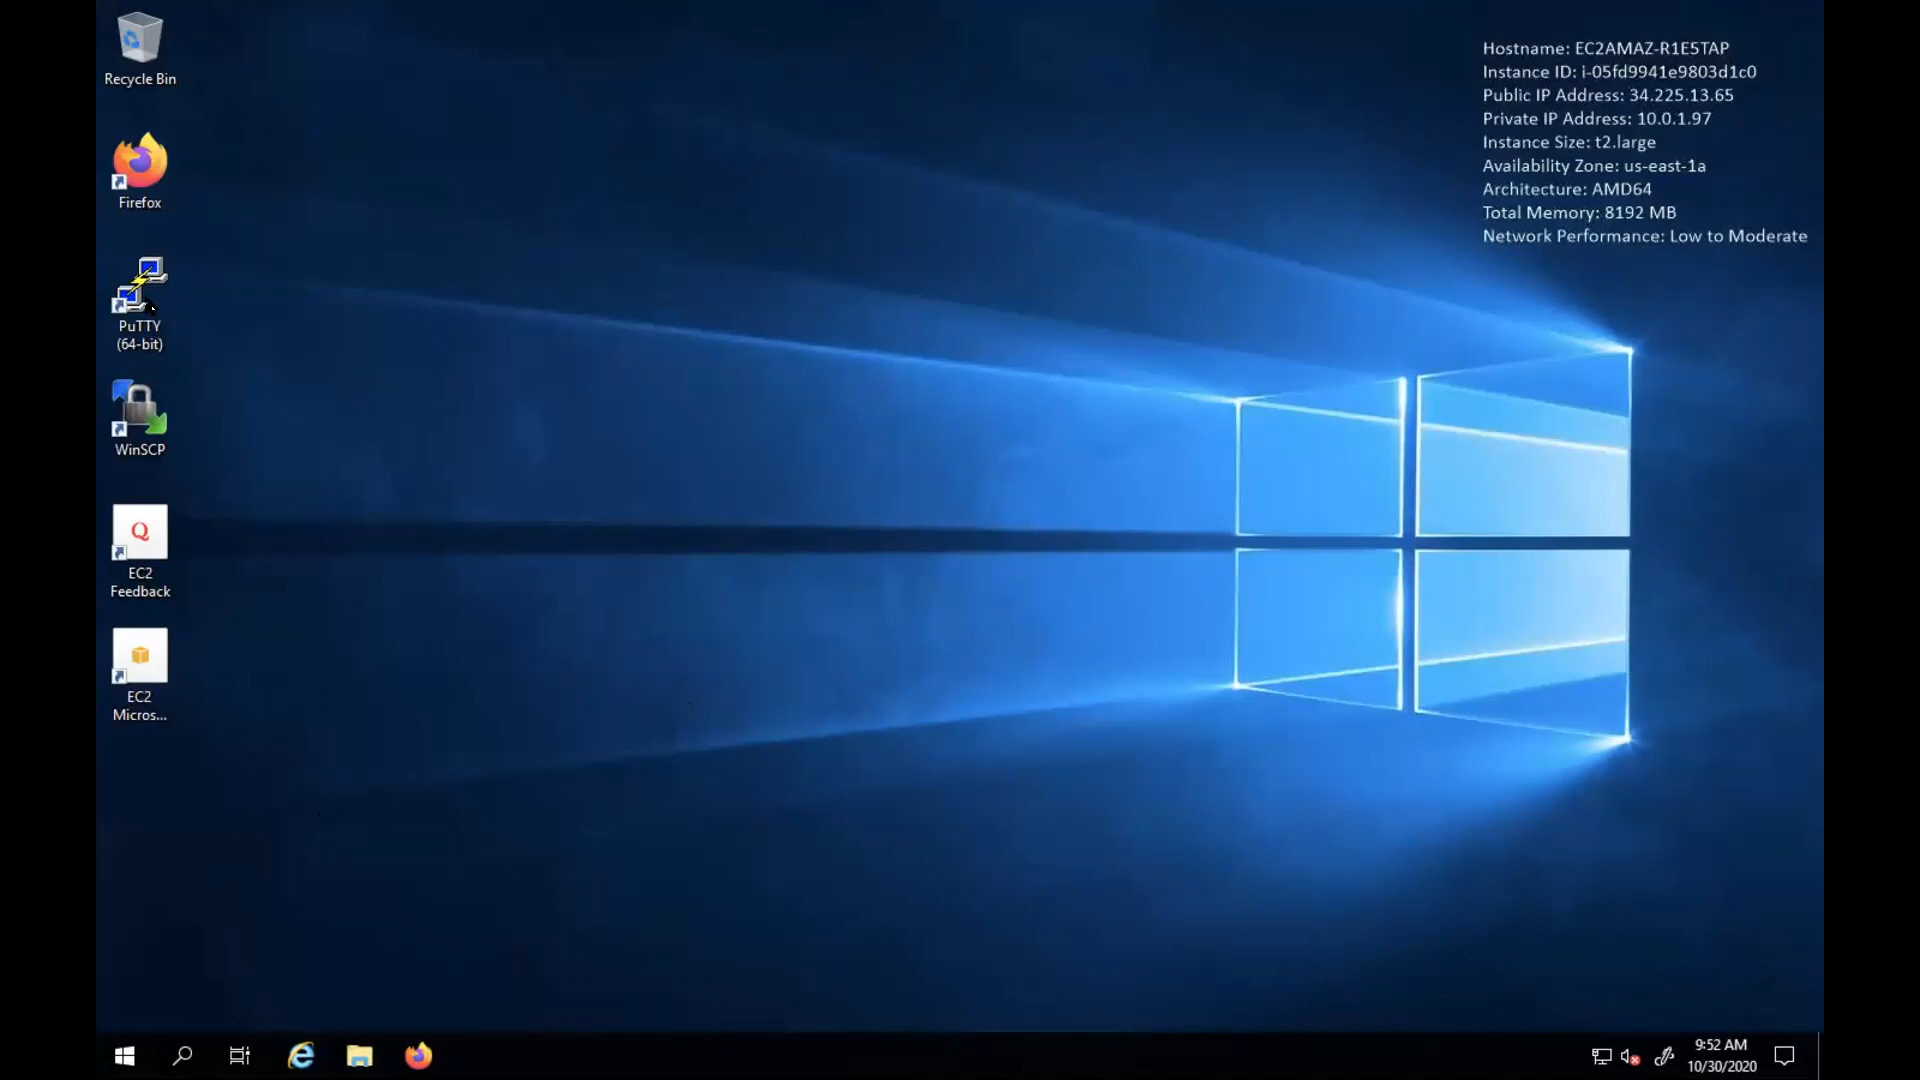 Recycle Bin
Firefox
PuTTY
(64-bit)
WinSCP
Q
EC2
Feedback
EC2
Micros...
Hostname: EC2AMAZ-R1E5TAP
Instance ID: i-05fd9941e9803d1c0
Public IP Address: 34.225.13.65
Private IP Address: 10.0.1.97
Instance Size: t2.large
Availability Zone: us-east-1a
Architecture: AMD64
Total Memory: 8192 MB
Network Performance: Low to Moderate
9:52 AM
10/30/2020